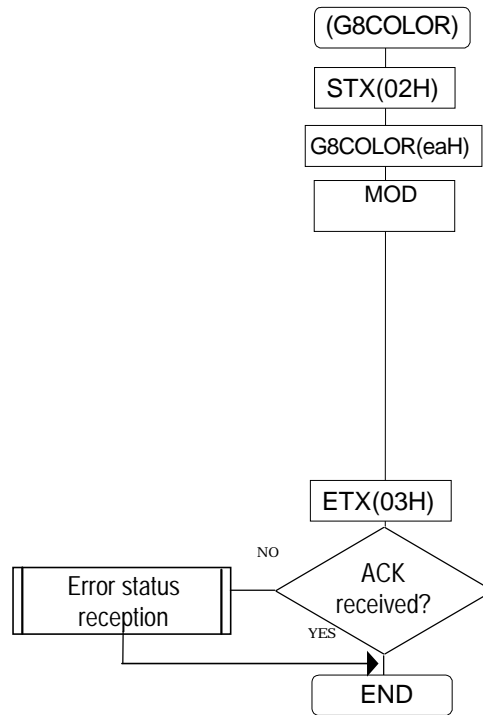 (G8COLOR)
STX(02H)
G8COLOR(eaH)
MOD
ETX(03H)
NO
ACK
received?
Error status
reception
YES
END